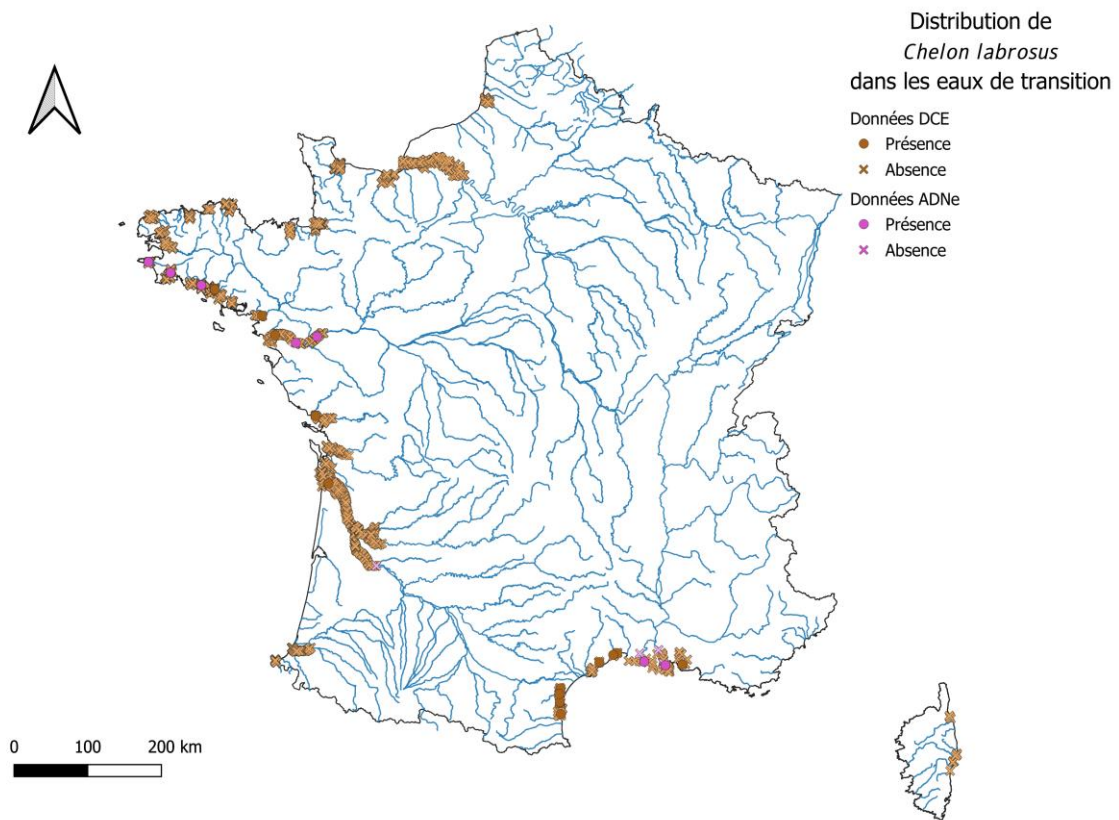 Distribution de
Chelon labrosus
dans les eaux de transition
Données DCE
Présence
Absence
Données ADNe
Présence
Absence
0 100 200 km